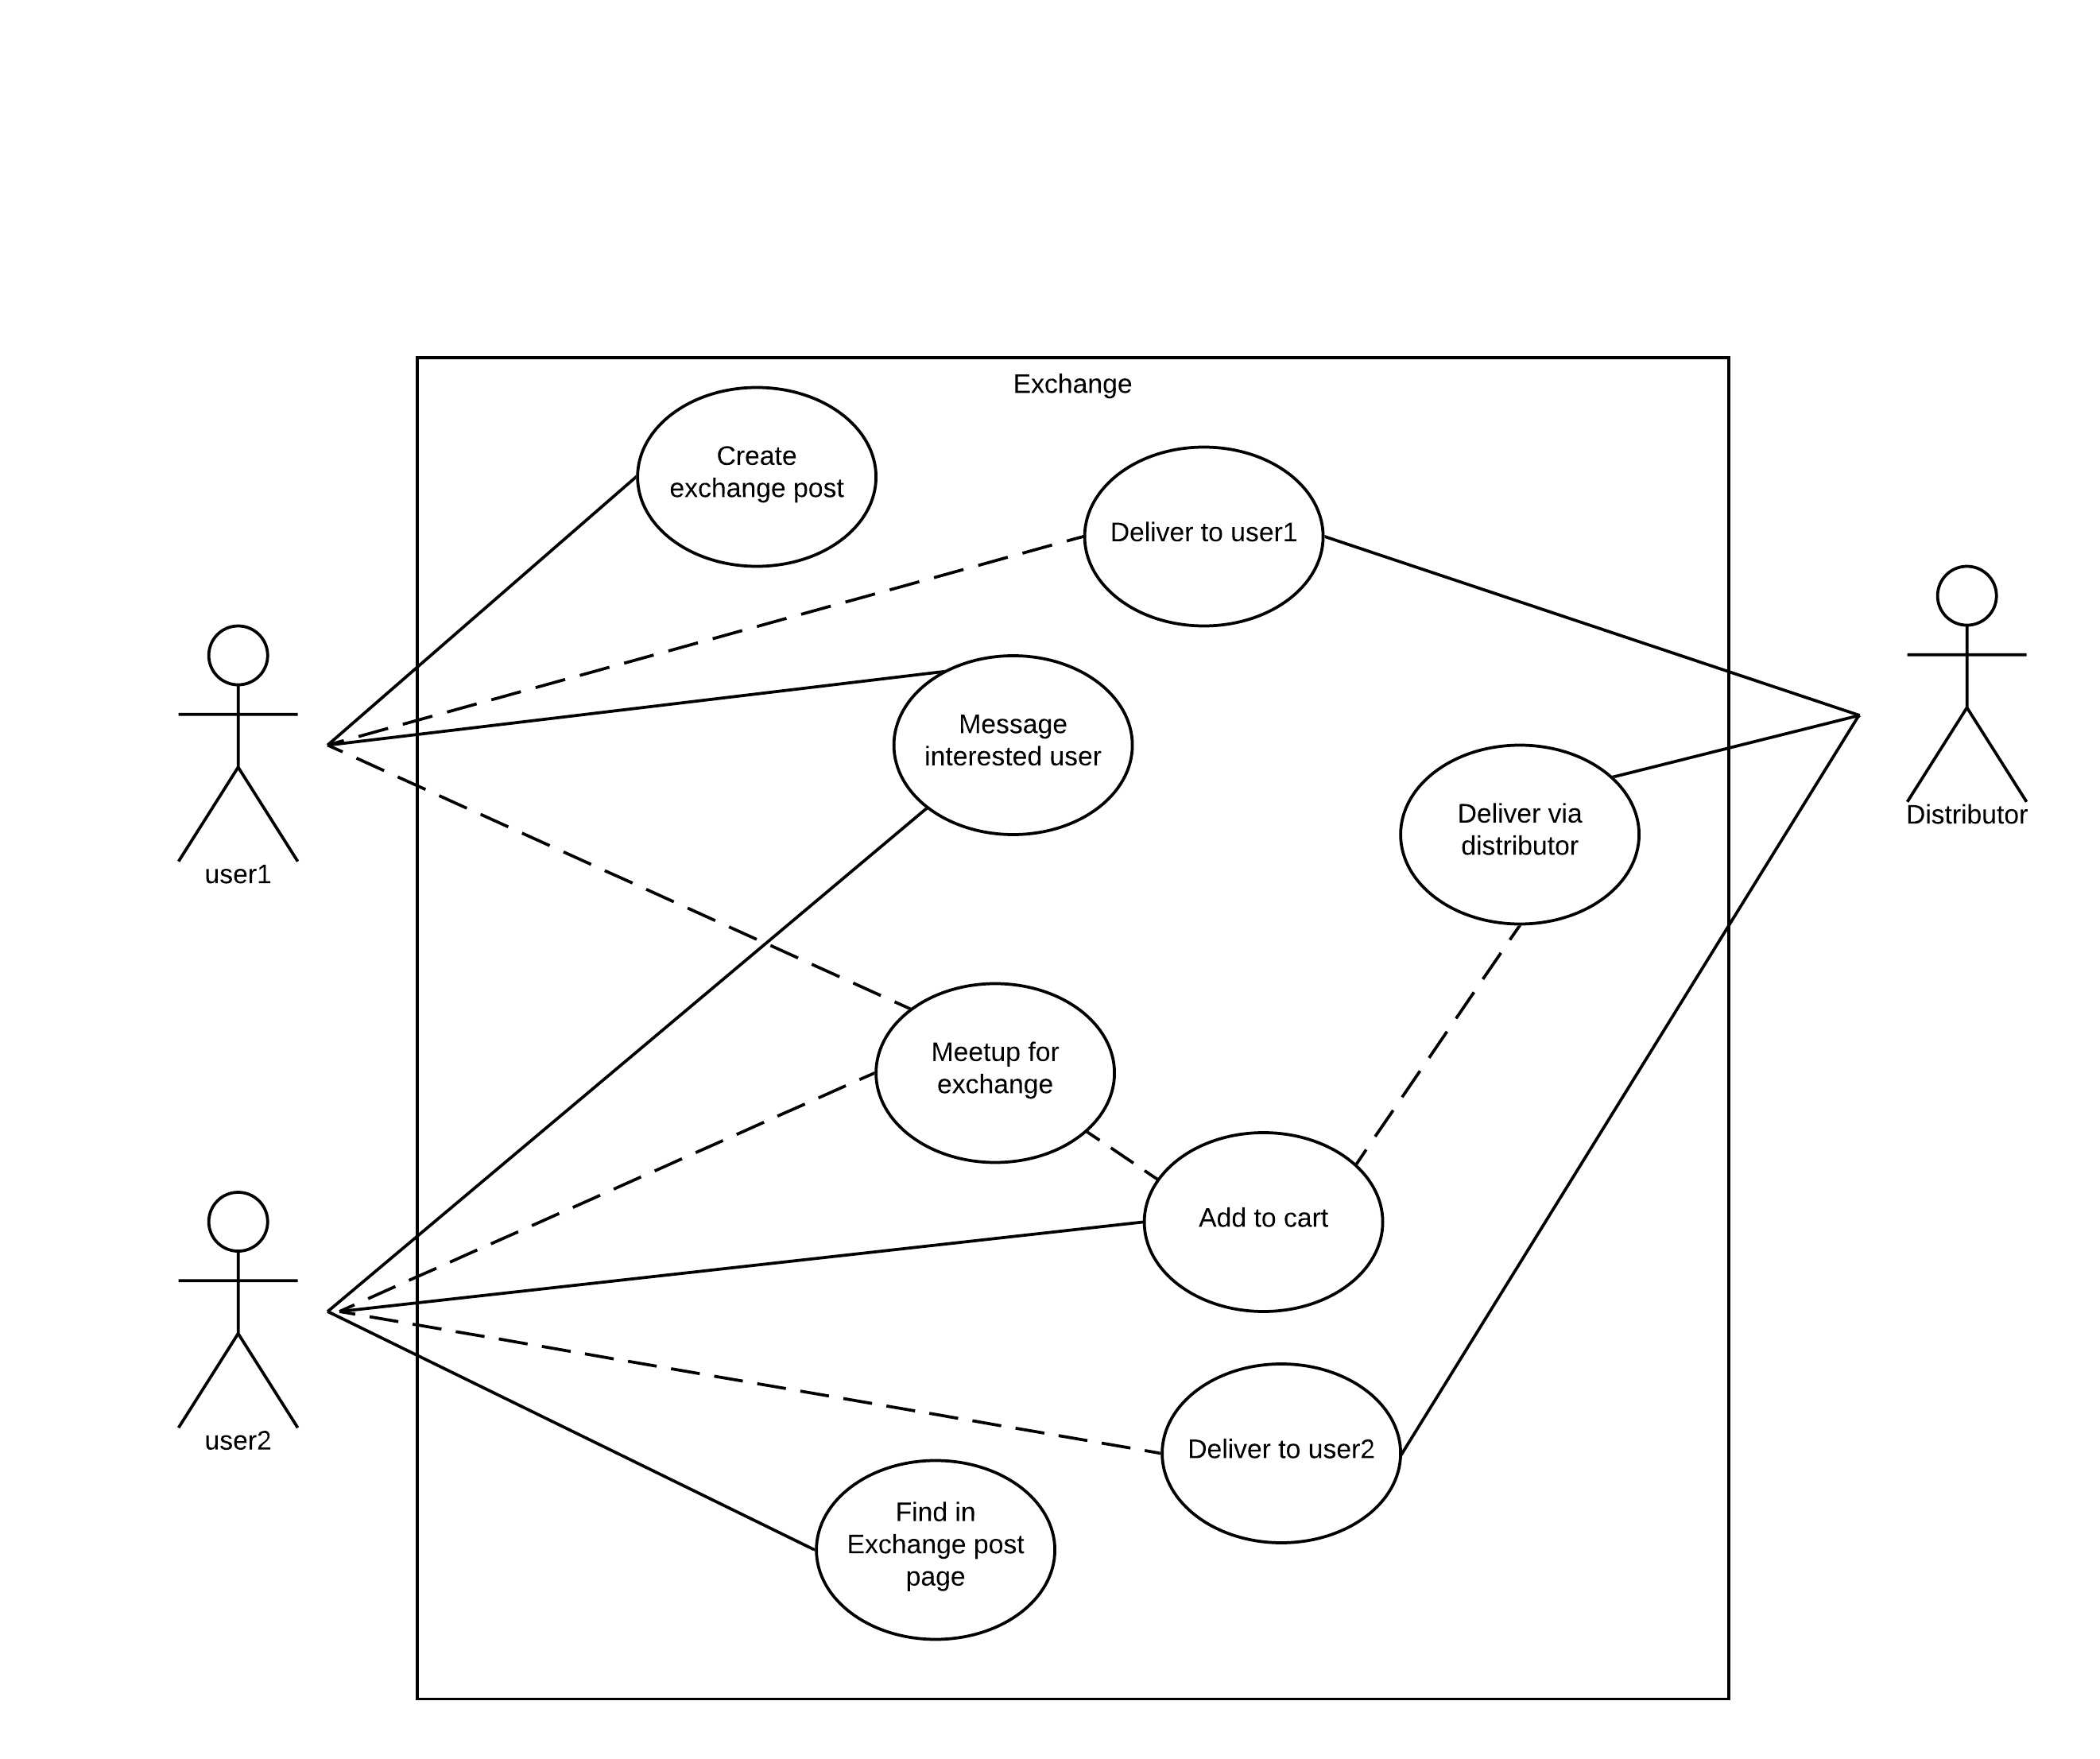 Exchange
Create
exchange post
Deliver to user1
Message
interested user
Deliver via
distributor
Distributor
user1
Meetup for
exchange
Add to cart
user2
Deliver to user2
Find in
Exchange post
page